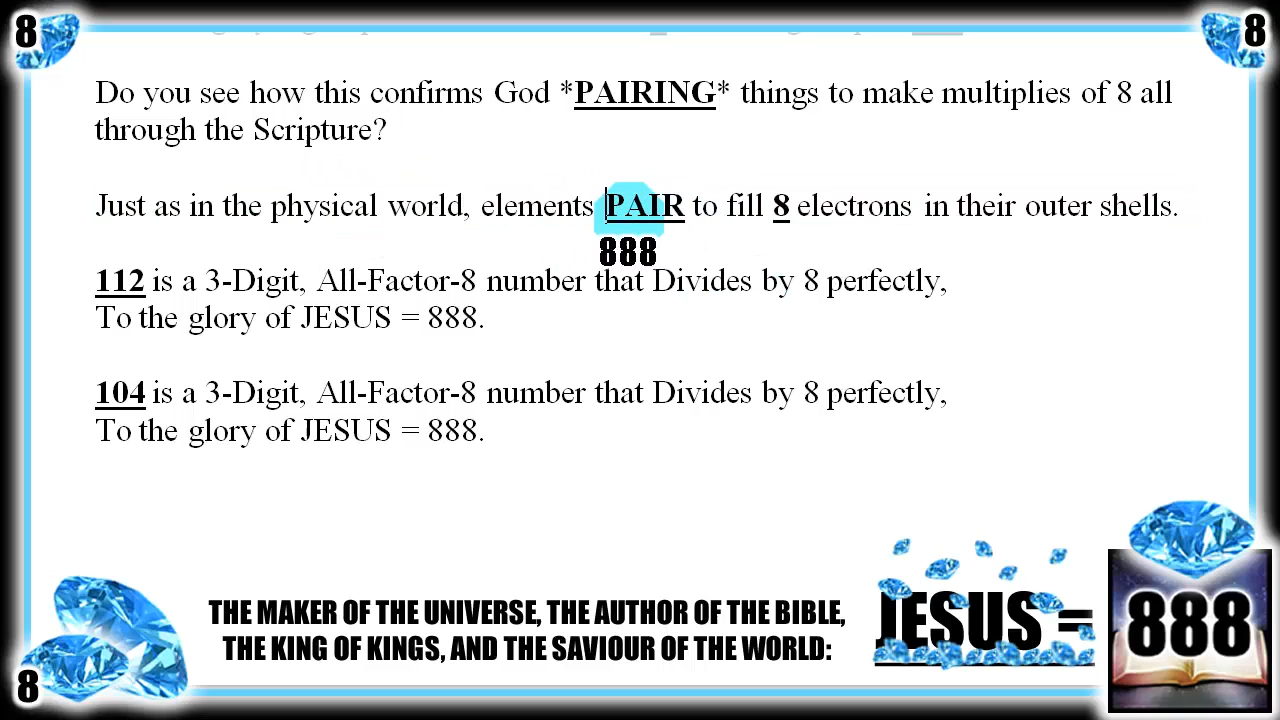 8 8
Do you see how this confirms God *PAIRING* things to make multiplies of 8 all
through the Scripture?
Just as in the physical world, elements PAIR to fill 8 electrons in their outer shells.
888
112 is a 3-Digit, All-Factor-8 number that Divides by 8 perfectly,
To the glory of JESUS = 888.
104 is a 3-Digit, All-Factor-8 number that Divides by 8 perfectly,
To the glory of JESUS = 888.
THE MAKER OF THE UNIVERSE, THE AUTHOR OF THE BIBLE,
THE KING OF KINGS, AND THE SAVIOUR OF THE WORLD:
JESUS = 888
8